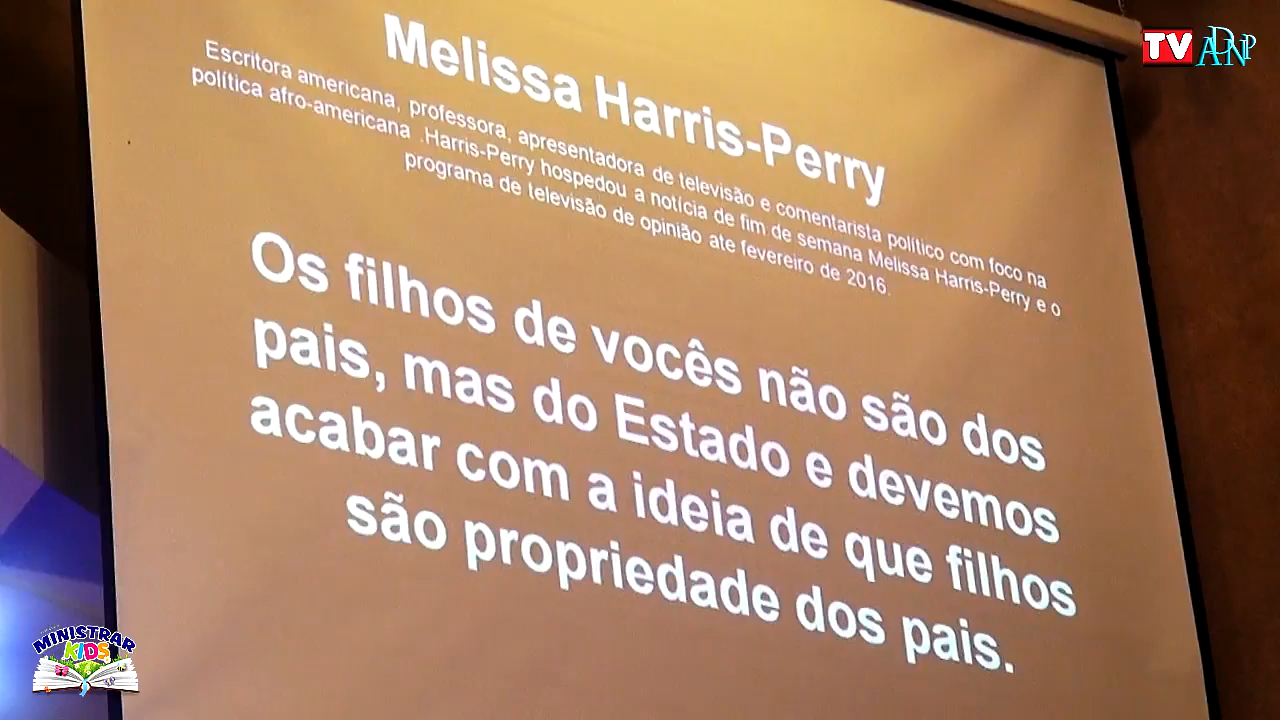 Melissa Harris-Perry
Escritora americana, professora, apresentadora de televisão e comentarista político com foco na
política afro-americana .Harris-Perry hospedou a notícia de fim de semana Melissa Harris-Perry e o
programa de televisão de opinião ate fevereiro de 2016.
Os filhos de vocês não são dos
pais, mas do Estado e devemos
acabar com a ideia de que filhos
são propriedade dos pais.
TV ADNP
MINISTRAR
KIDS